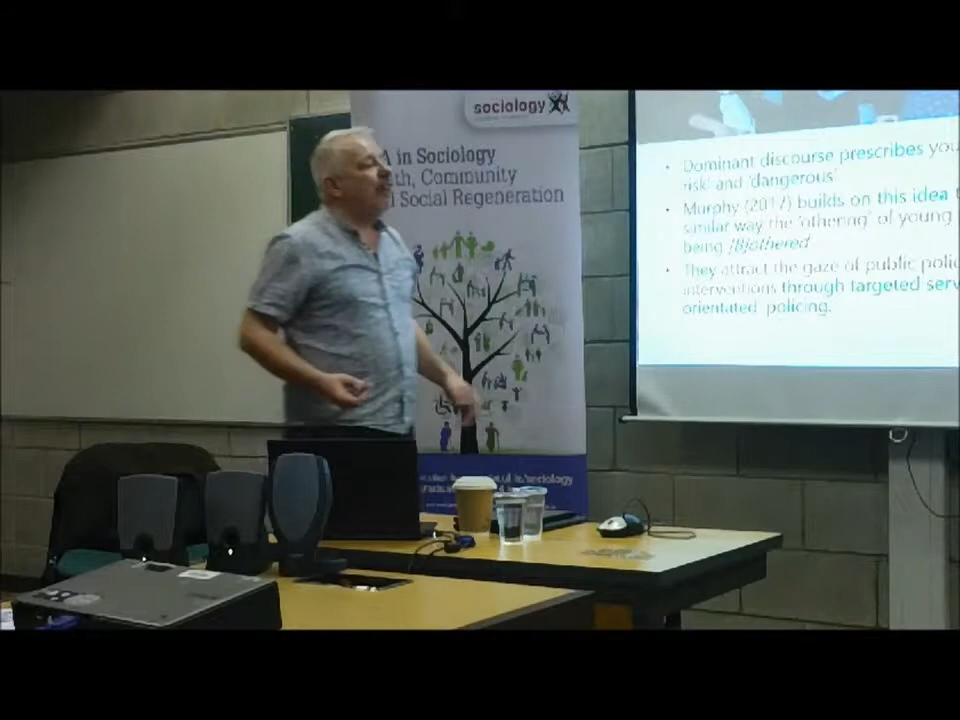 sociology
A in Sociology
th, Community
l Social Regeneration
• Dominant discourse prescribes you
risk' and 'dangerous'
• Murphy (2017) builds on this idea t
similar way the 'othering' of young
being [B]othered
• They attract the gaze of public poli
interventions through targeted serv
orientated policing.